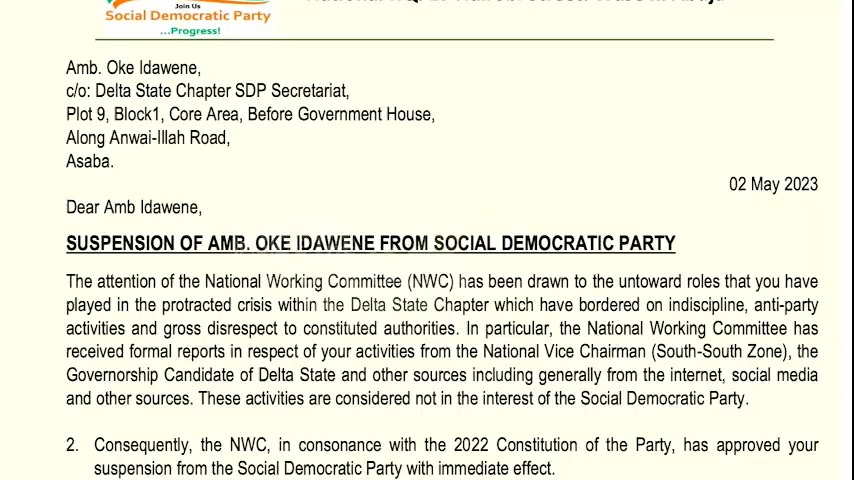 Join Us
Social Democratic Party
...Progress!
Amb. Oke Idawene,
c/o: Delta State Chapter SDP Secretariat,
Plot 9, Block1, Core Area, Before Government House,
Along Anwai-Illah Road,
Asaba.
02 May 2023
Dear Amb Idawene,
SUSPENSION OF AMB. OKE IDAWENE FROM SOCIAL DEMOCRATIC PARTY
The attention of the National Working Committee (NWC) has been drawn to the untoward roles that you have
played in the protracted crisis within the Delta State Chapter which have bordered on indiscipline, anti-party
activities and gross disrespect to constituted authorities. In particular, the National Working Committee has
received formal reports in respect of your activities from the National Vice Chairman (South-South Zone), the
Governorship Candidate of Delta State and other sources including generally from the internet, social media
and other sources. These activities are considered not in the interest of the Social Democratic Party.
2. Consequently, the NWC, in consonance with the 2022 Constitution of the Party, has approved your
suspension from the Social Democratic Party with immediate effect.